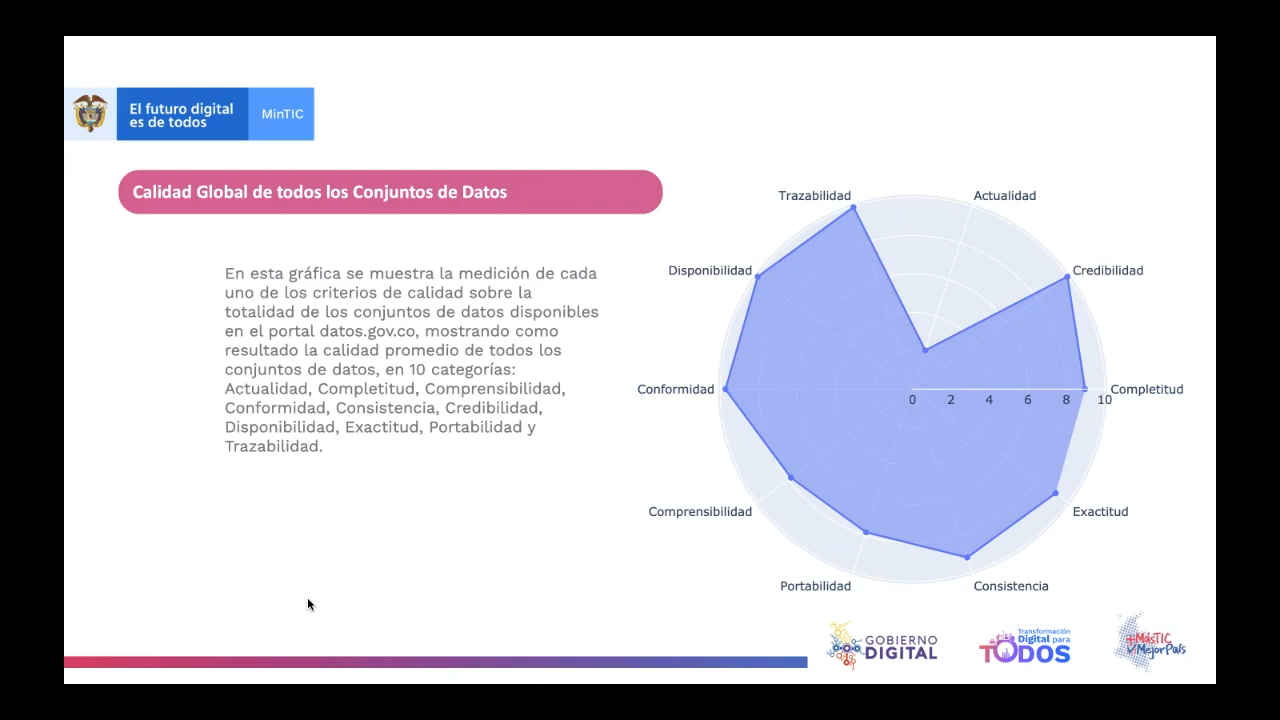 El futuro digital
es de todos
MinTIC
Calidad Global de todos los Conjuntos de Datos
En esta gráfica se muestra la medición de cada
uno de los criterios de calidad sobre la
totalidad de los conjuntos de datos disponibles
en el portal datos.gov.co, mostrando como
resultado la calidad promedio de todos los
conjuntos de datos, en 10 categorías:
Actualidad, Completitud, Comprensibilidad,
Conformidad, Consistencia, Credibilidad,
Disponibilidad, Exactitud, Portabilidad y
Trazabilidad.
Trazabilidad
Actualidad
Disponibilidad
Credibilidad
Conformidad
Completitud
0 2 4 6 8 10
Comprensibilidad
Exactitud
Portabilidad
Consistencia
GOBIERNO
DIGITAL
Transformación
Digital para
TODOS
+MásTIC
MejorPaís